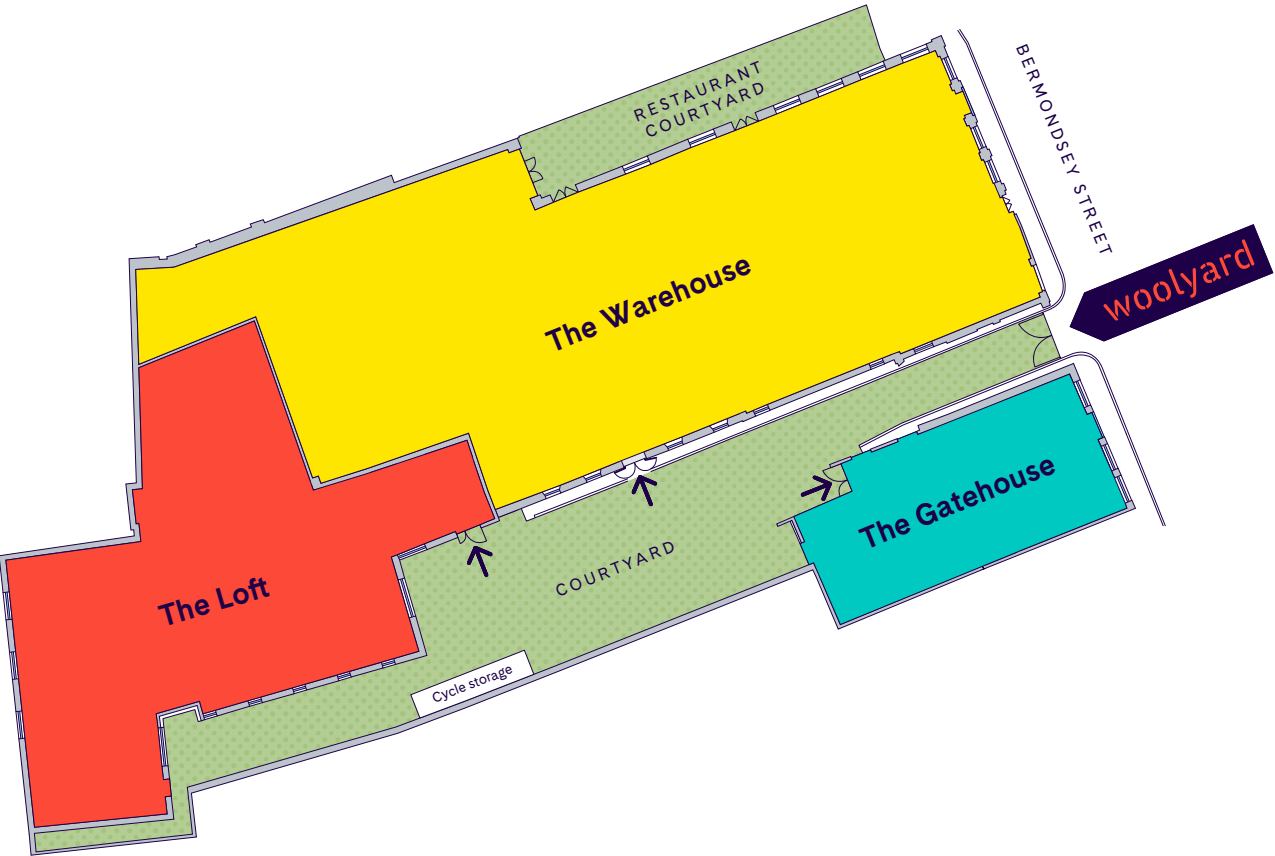 RESTAURANT
COURTYARD
BERMONDSEY STREET
woolyard
The Warehouse
The Gatehouse
COURTYARD
The Loft
Cycle storage